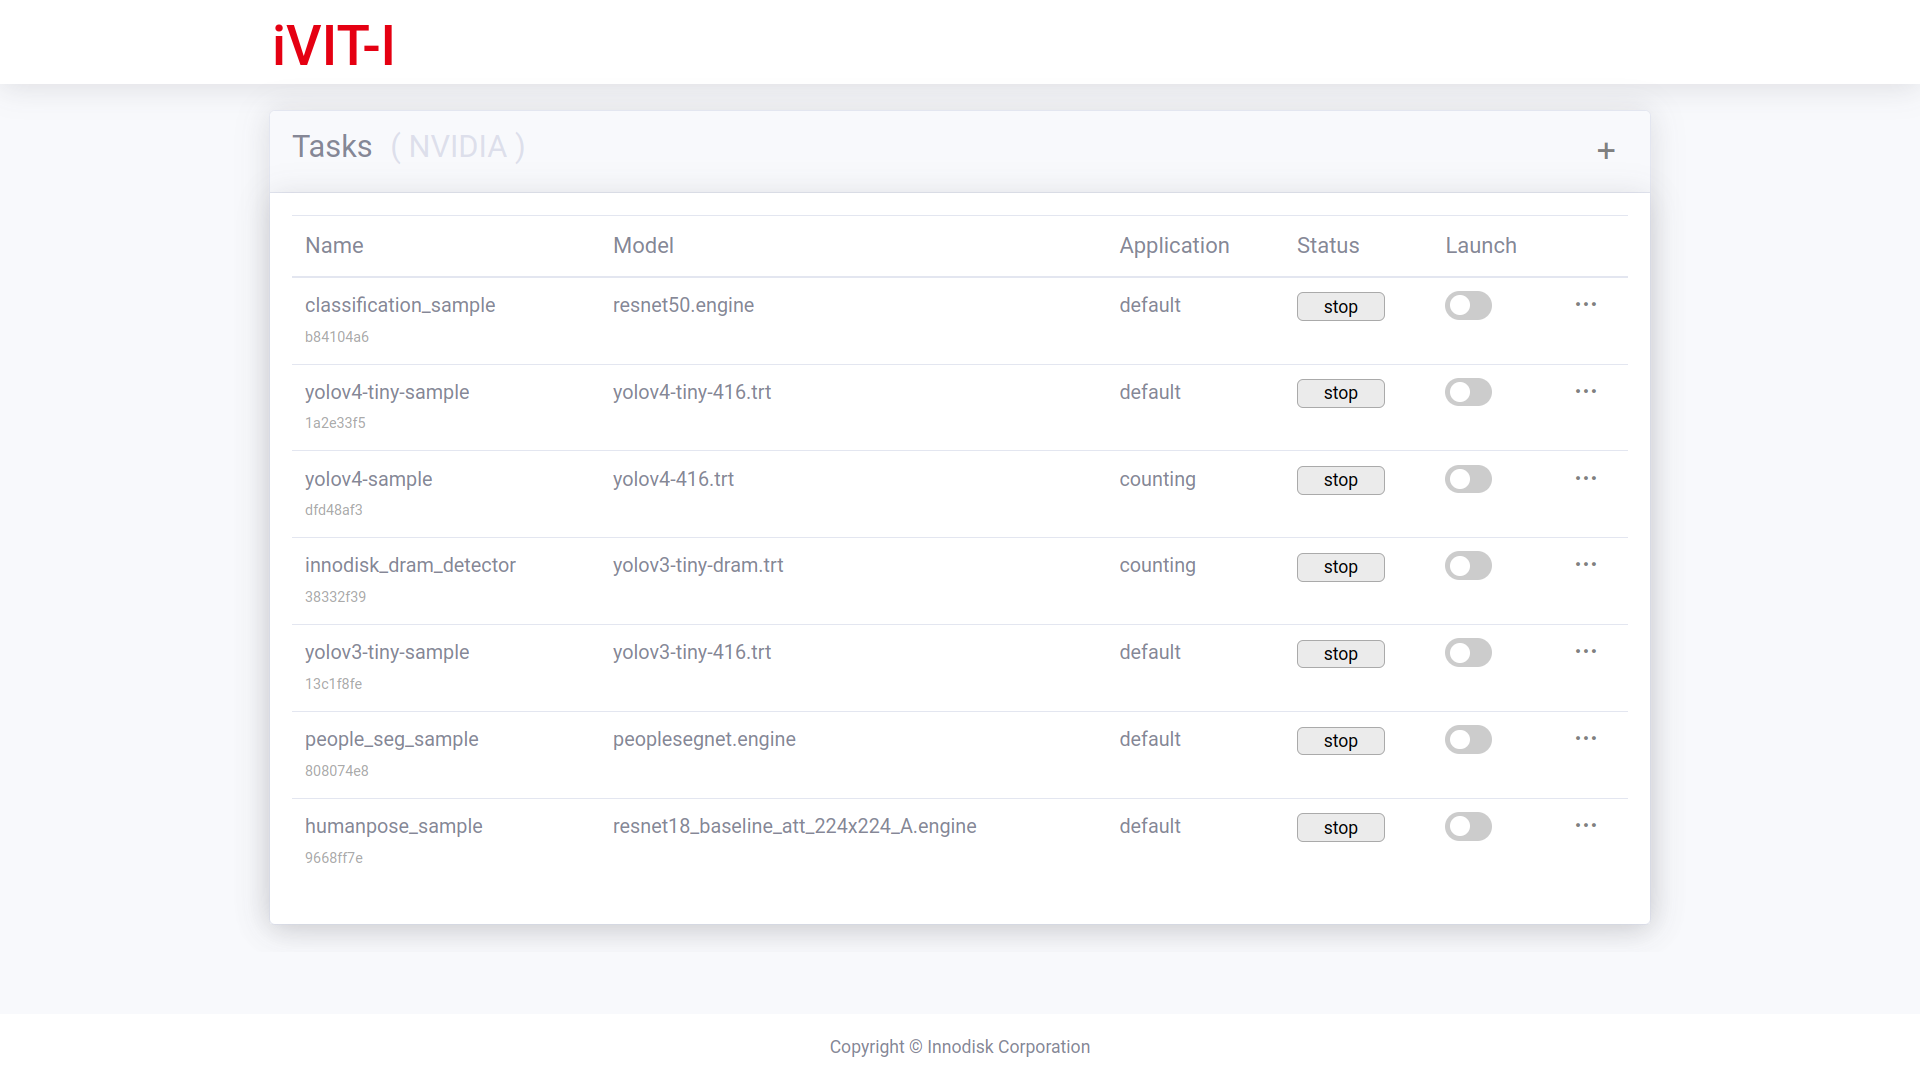 iVIT-I
Tasks ( NVIDIA ) +
Name Model Application Status Launch
classification_sample resnet50.engine default stop ...
b84104a6
yolov4-tiny-sample yolov4-tiny-416.trt default stop ...
1a2e33f5
yolov4-sample yolov4-416.trt counting stop ...
dfd48af3
innodisk_dram_detector yolov3-tiny-dram.trt counting stop ...
38332f39
yolov3-tiny-sample yolov3-tiny-416.trt default stop ...
13c1f8fe
people_seg_sample peoplesegnet.engine default stop ...
808074e8
humanpose_sample resnet18_baseline_att_224x224_A.engine default stop ...
9668ff7e
Copyright © Innodisk Corporation